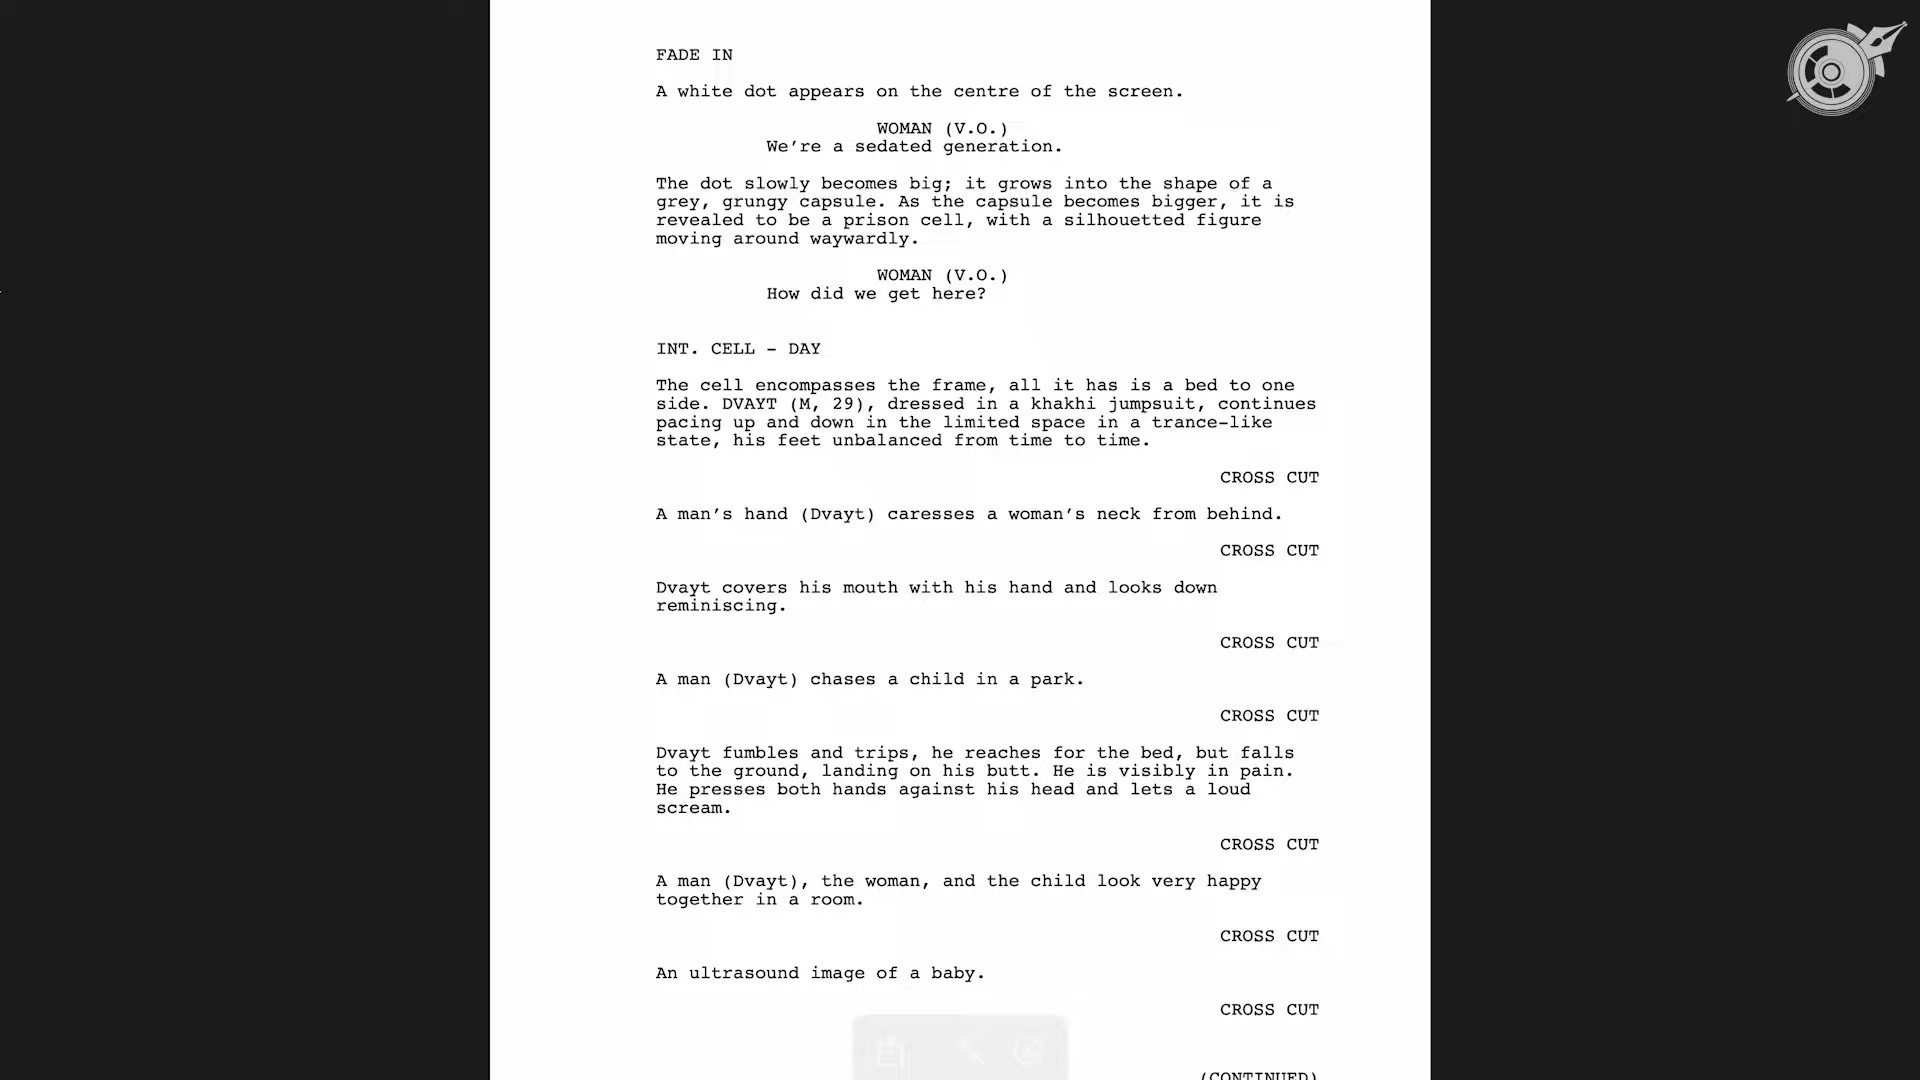 FADE IN
A white dot appears on the centre of the screen.
WOMAN (V.O.)
We're a sedated generation.
The dot slowly becomes big; it grows into the shape of a
grey, grungy capsule. As the capsule becomes bigger, it is
revealed to be a prison cell, with a silhouetted figure
moving around waywardly.
WOMAN (V.O.)
How did we get here?
INT. CELL – DAY
The cell encompasses the frame, all it has is a bed to one
side. DVAYT (M, 29), dressed in a khakhi jumpsuit, continues
pacing up and down in the limited space in a trance-like
state, his feet unbalanced from time to time.
CROSS CUT
A man's hand (Dvayt) caresses a woman's neck from behind.
CROSS CUT
Dvayt covers his mouth with his hand and looks down
reminiscing.
CROSS CUT
A man (Dvayt) chases a child in a park.
CROSS CUT
Dvayt fumbles and trips, he reaches for the bed, but falls
to the ground, landing on his butt. He is visibly in pain.
He presses both hands against his head and lets a loud
scream.
CROSS CUT
A man (Dvayt), the woman, and the child look very happy
together in a room.
CROSS CUT
An ultrasound image of a baby.
CROSS CUT
(CONTINUED)